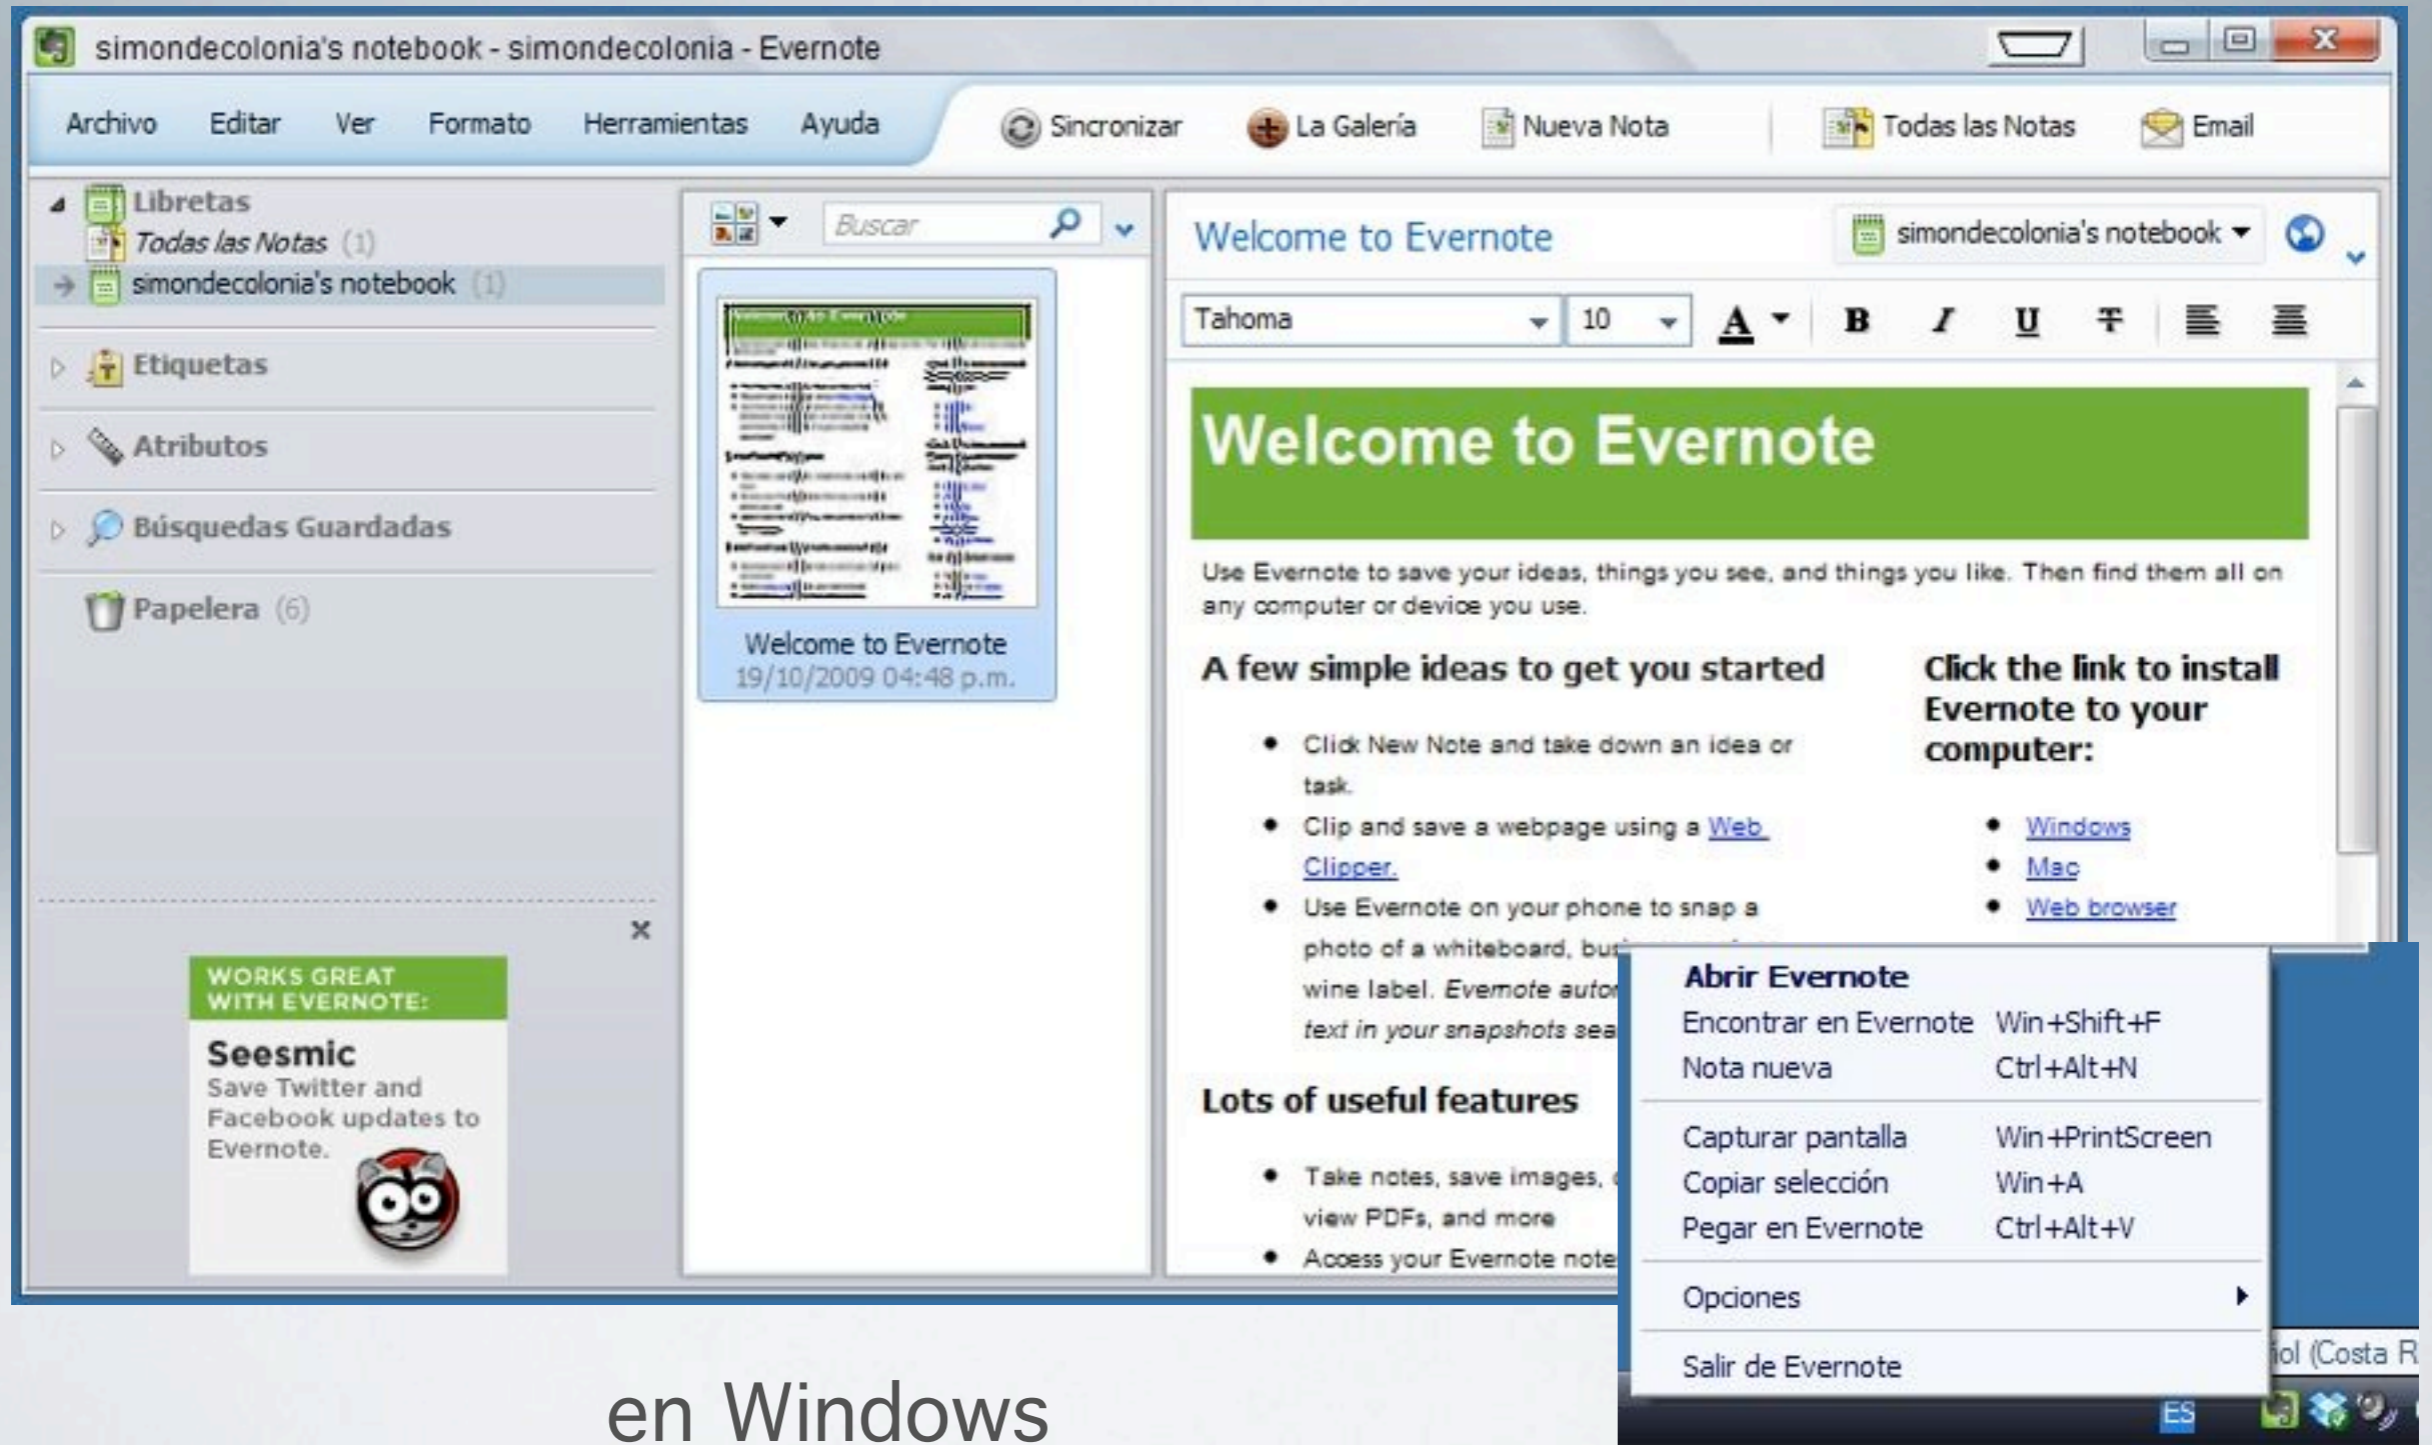 simondecolonia's notebook - simondecolonia - Evernote
Archivo Editar Ver Formato Herramientas Ayuda Sincronizar La Galería Nueva Nota Todas las Notas Email
Libretas
Todas las Notas (1)
simondecolonia's notebook (1)
Etiquetas
Atributos
Búsquedas Guardadas
Papelera (6)
WORKS GREAT
WITH EVERNOTE:
Seesmic
Save Twitter and
Facebook updates to
Evernote.
Buscar
Welcome to Evernote
Welcome to Evernote
19/10/2009 04:48 p.m.
Welcome to Evernote
simondecolonia's notebook
Tahoma 10 A B I U T
Welcome to Evernote
Use Evernote to save your ideas, things you see, and things you like. Then find them all on
any computer or device you use.
A few simple ideas to get you started
Click New Note and take down an idea or
task.
Clip and save a webpage using a Web
Clipper.
Use Evernote on your phone to snap a
photo of a whiteboard,
wine label. Evernote
text in your snapshots
Lots of useful features
Take notes, save images,
view PDFs, and more
Access your Evernote
Click the link to install
Evernote to your
computer:
Windows
Mac
Web browser
Abrir Evernote
Encontrar en Evernote Win+Shift+F
Nota nueva Ctrl+Alt+N
Capturar pantalla Win+PrintScreen
Copiar selección Win+A
Pegar en Evernote Ctrl+Alt+V
Opciones
Salir de Evernote
(Costa
ES
en Windows